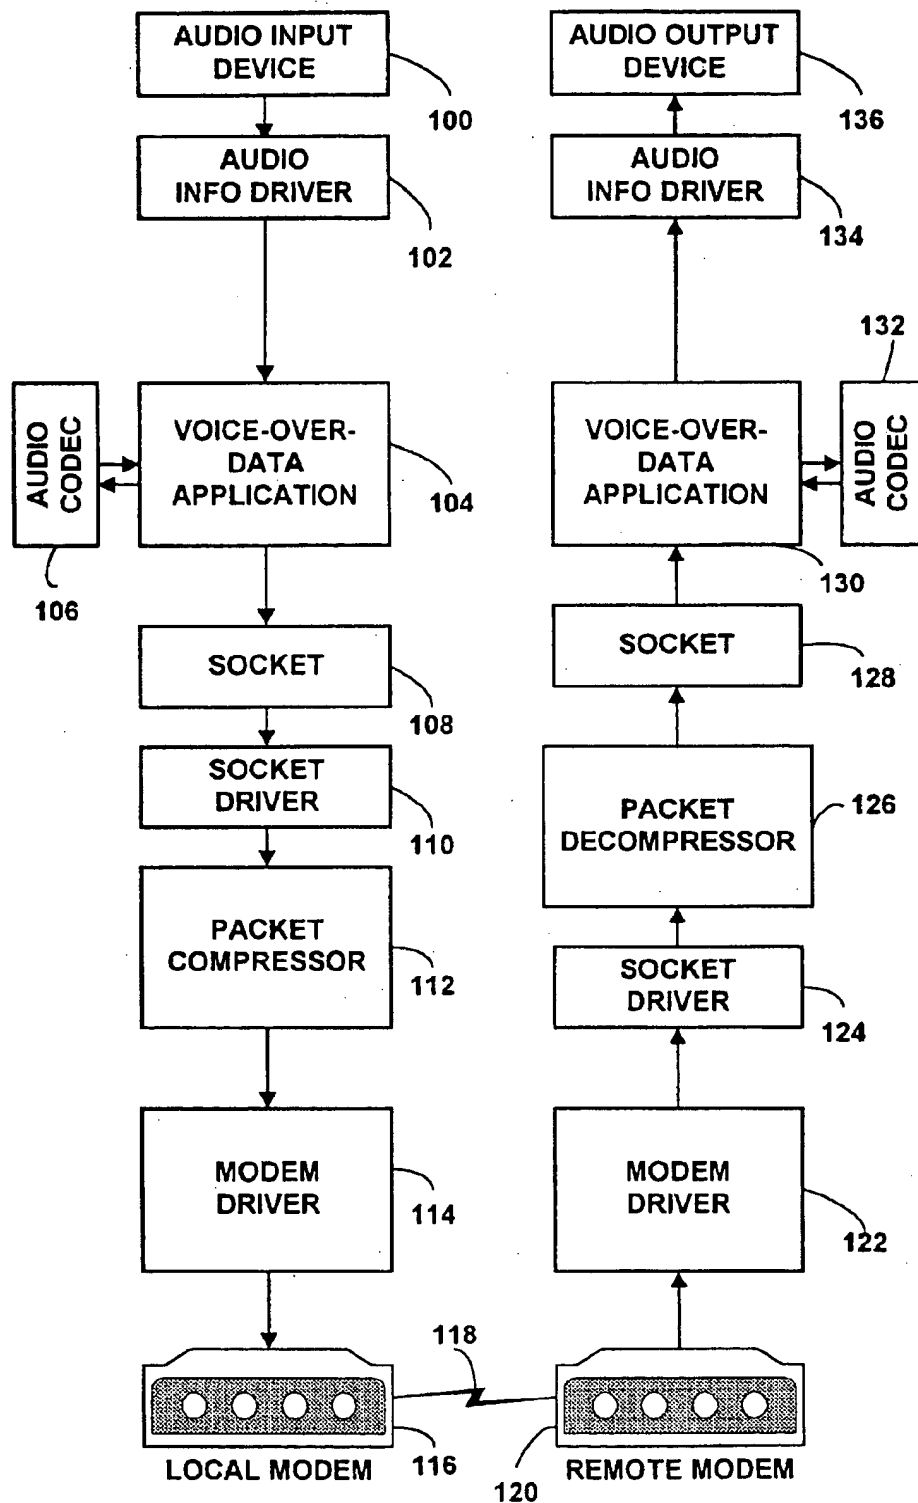 AUDIO INPUT
DEVICE
100
AUDIO
INFO DRIVER
102
VOICE-OVER-
DATA
APPLICATION
104
AUDIO
CODEC
106
SOCKET
108
SOCKET
DRIVER
110
PACKET
COMPRESSOR
112
MODEM
DRIVER
114
LOCAL MODEM
116
118
AUDIO OUTPUT
DEVICE
136
AUDIO
INFO DRIVER
134
132
VOICE-OVER-
DATA
APPLICATION
AUDIO
CODEC
130
SOCKET
128
PACKET
DECOMPRESSOR
126
SOCKET
DRIVER
124
MODEM
DRIVER
122
REMOTE MODEM
120